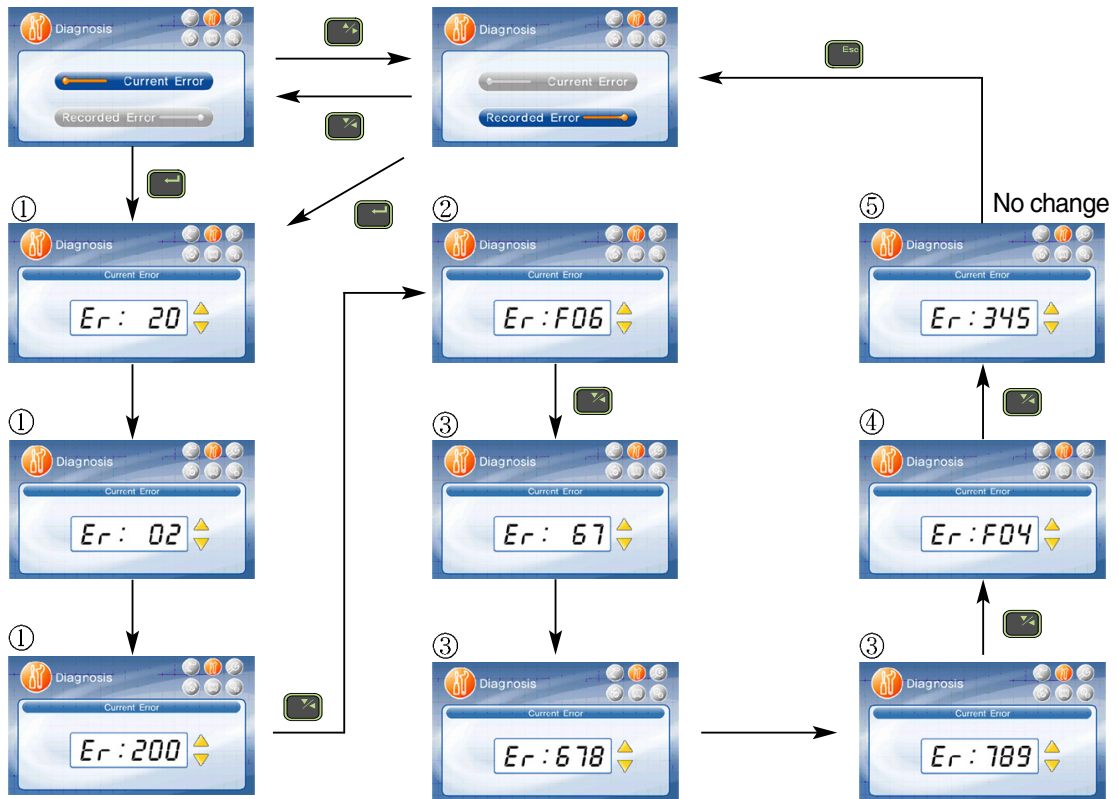 Diagnosis
Current Error
Recorded Error
Diagnosis
Current Error
Recorded Error
Esc
①
Diagnosis
Current Error
Er: 20
②
Diagnosis
Current Error
Er:F06
⑤
No change
Diagnosis
Current Error
Er:345
①
Diagnosis
Current Error
Er: 02
③
Diagnosis
Current Error
Er: 67
④
Diagnosis
Current Error
Er:F04
①
Diagnosis
Current Error
Er:200
③
Diagnosis
Current Error
Er:678
③
Diagnosis
Current Error
Er:789